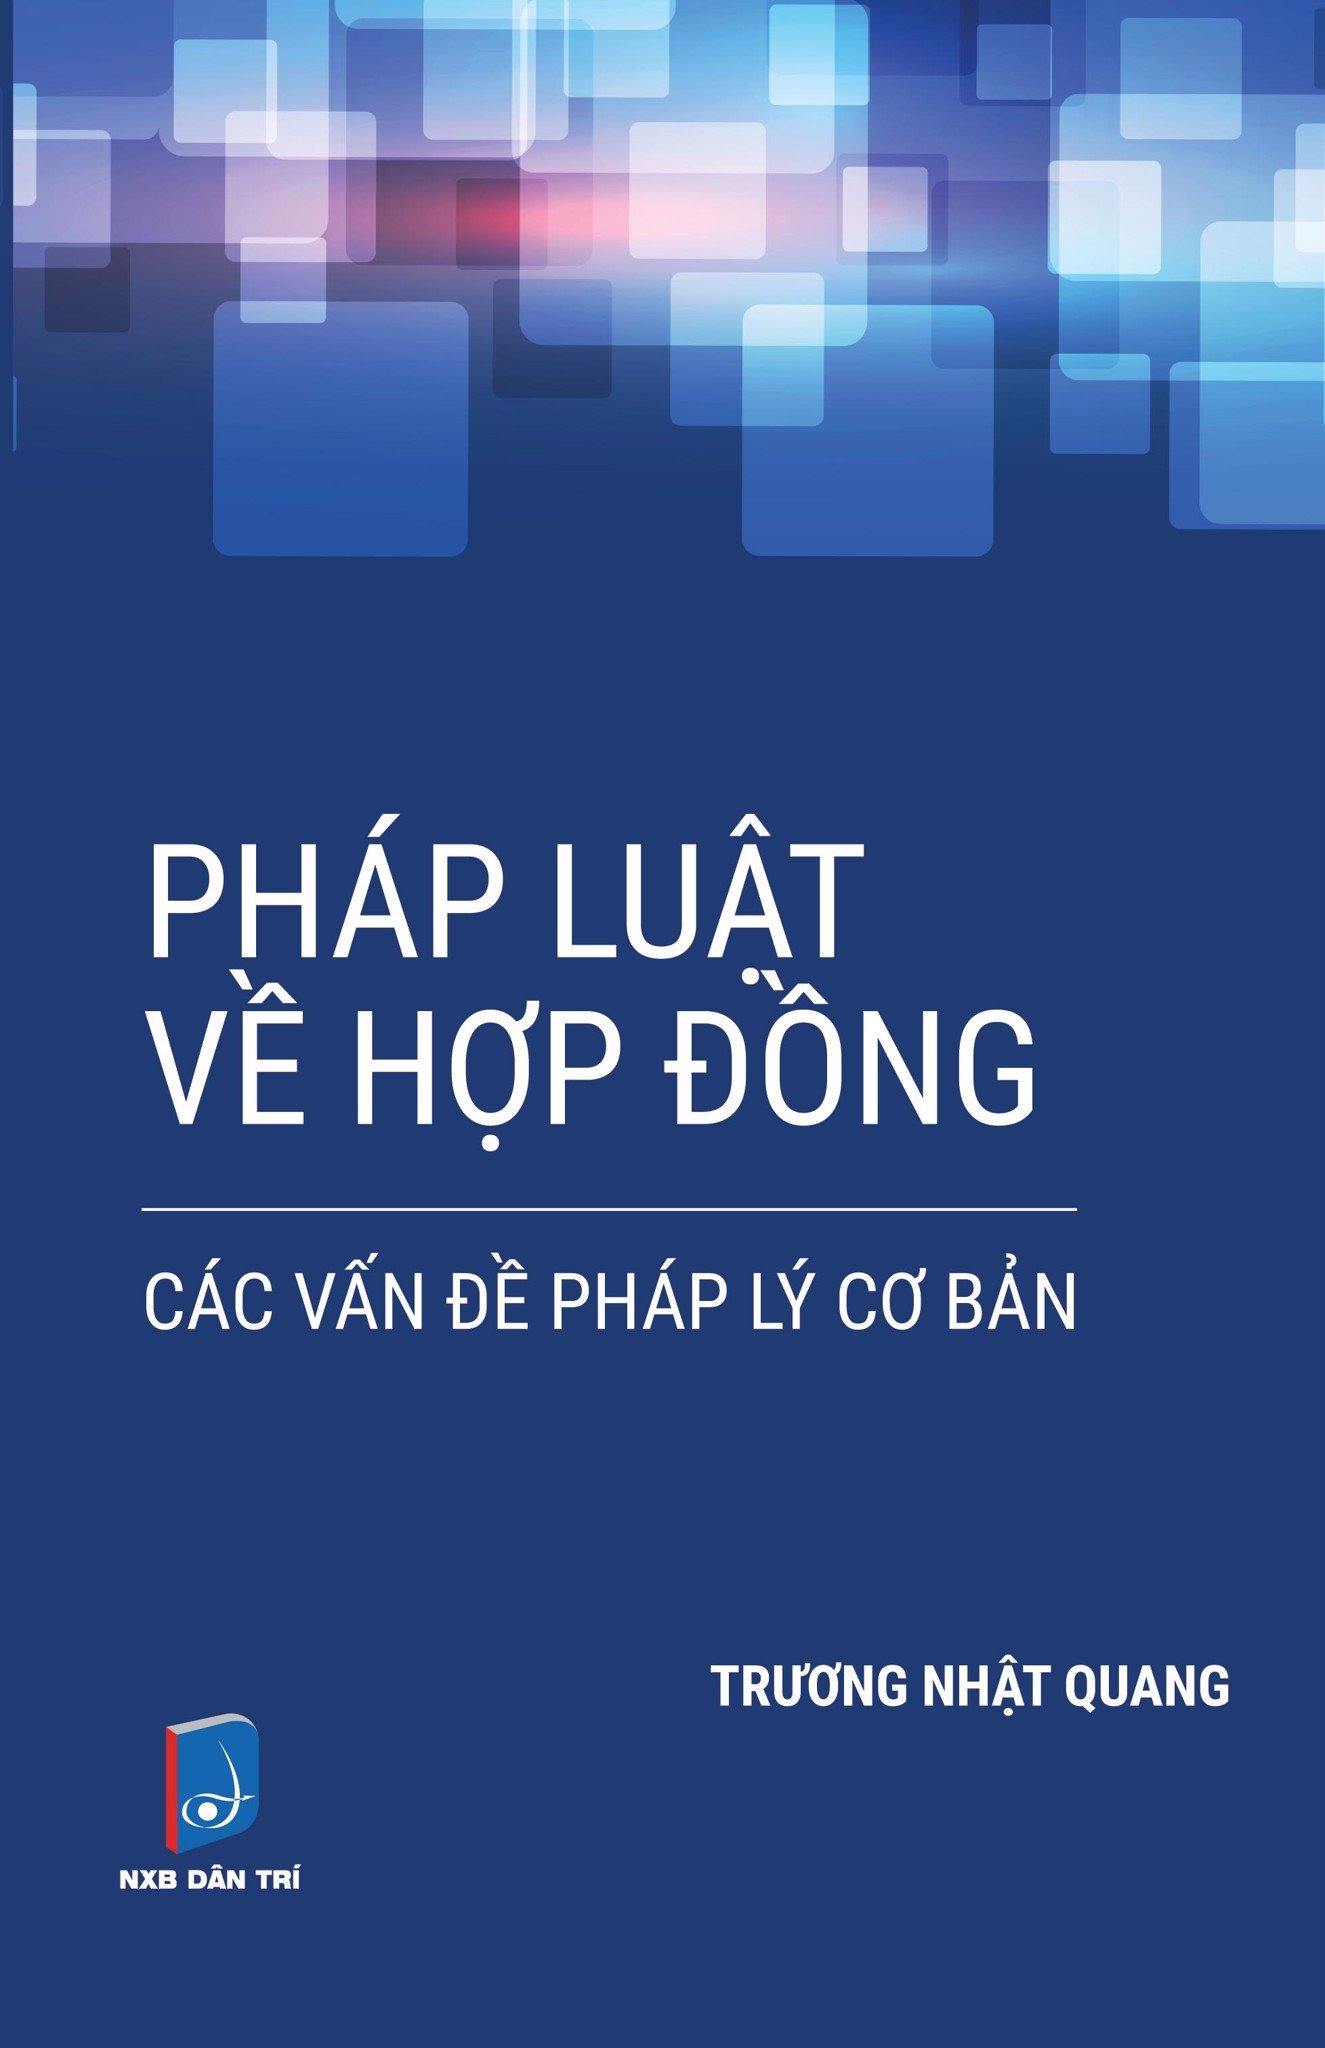 PHÁP LUẬT
VỀ HỢP ĐỒNG
CÁC VẤN ĐỀ PHÁP LÝ CƠ BẢN
TRƯƠNG NHẬT QUANG
NXB DÂN TRÍ